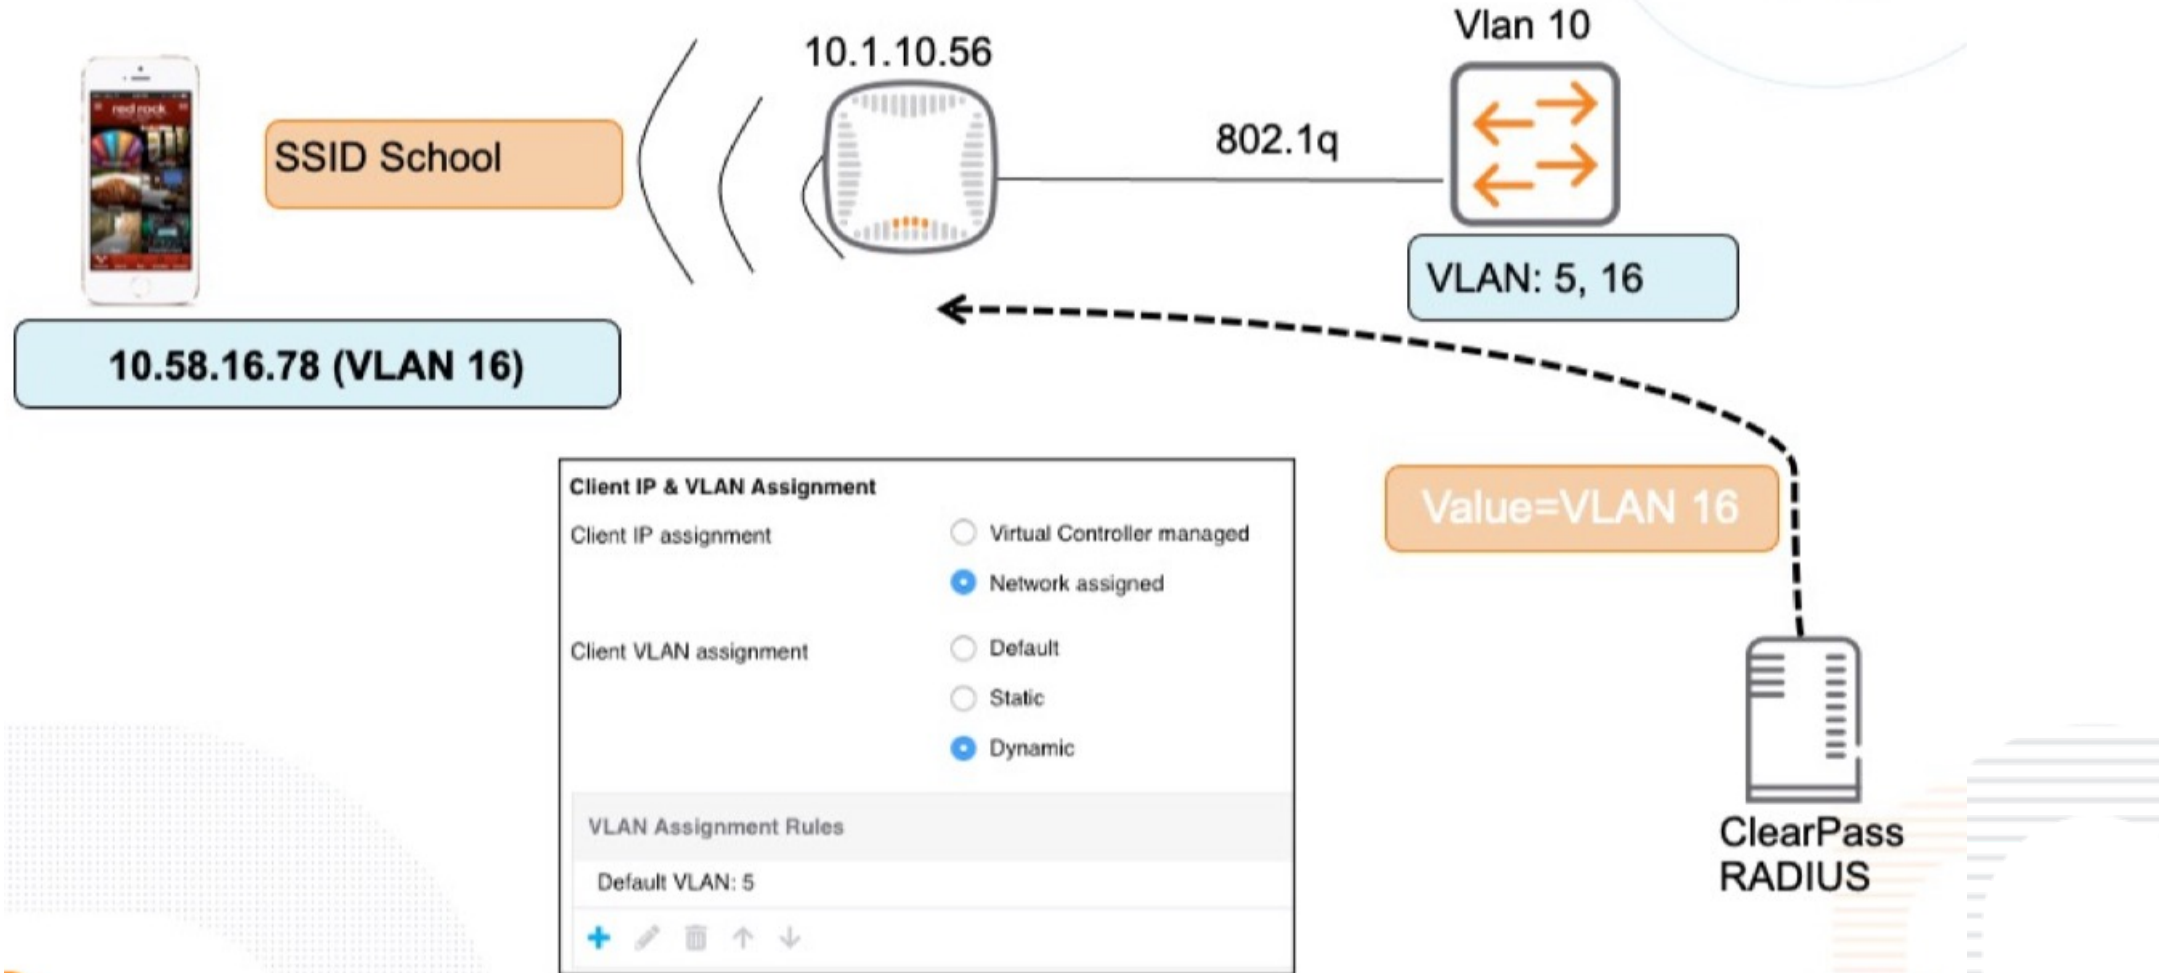 Vlan 10
10.1.10.56
red rock
SSID School
802.1q
VLAN: 5, 16
10.58.16.78 (VLAN 16)
Client IP & VLAN Assignment
Client IP assignment
Virtual Controller managed
Network assigned
Client VLAN assignment
Default
Static
Dynamic
VLAN Assignment Rules
Default VLAN: 5
Value=VLAN 16
ClearPass
RADIUS